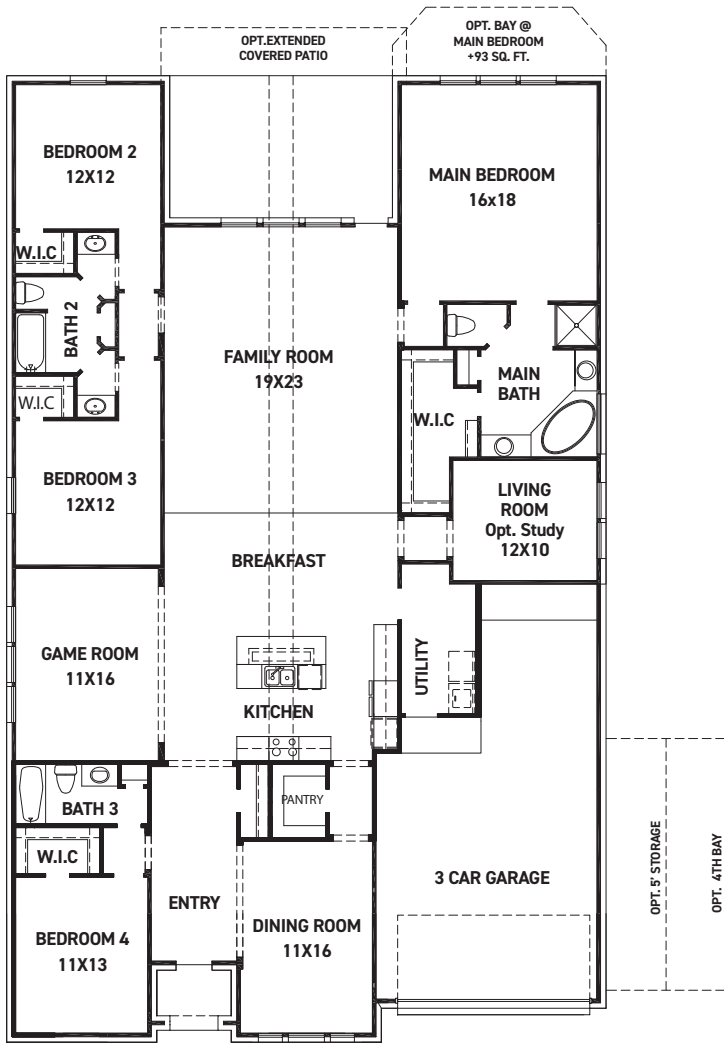 OPT.EXTENDED
COVERED PATIO
OPT. BAY @
MAIN BEDROOM
+93 SQ. FT.
BEDROOM 2
12X12
MAIN BEDROOM
16x18
W.I.C
BATH 2
W.I.C
FAMILY ROOM
19X23
MAIN
BATH
W.I.C
BEDROOM 3
12X12
LIVING
ROOM
Opt. Study
12X10
BREAKFAST
GAME ROOM
11X16
UTILITY
KITCHEN
BATH 3
PANTRY
W.I.C
3 CAR GARAGE
OPT. 5' STORAGE
OPT. 4TH BAY
ENTRY
DINING ROOM
11X16
BEDROOM 4
11X13